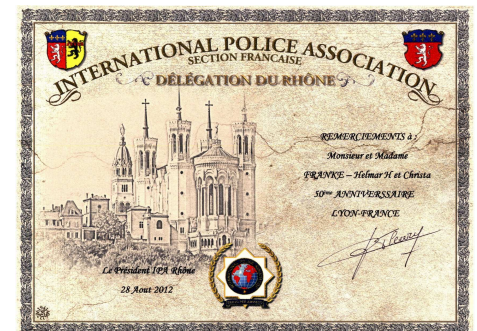 INTERNATIONAL POLICE ASSOCIATION
SECTION FRANCAISE
DÉLÉGATION DU RHÔNE
REMERCIEMENTS à :
Monsieur et Madame
FRANKE – Helmar H et Christa
50ème ANNIVERSSAIRE
LYON-FRANCE
Le Président IPA Rhône
28 Aout 2012